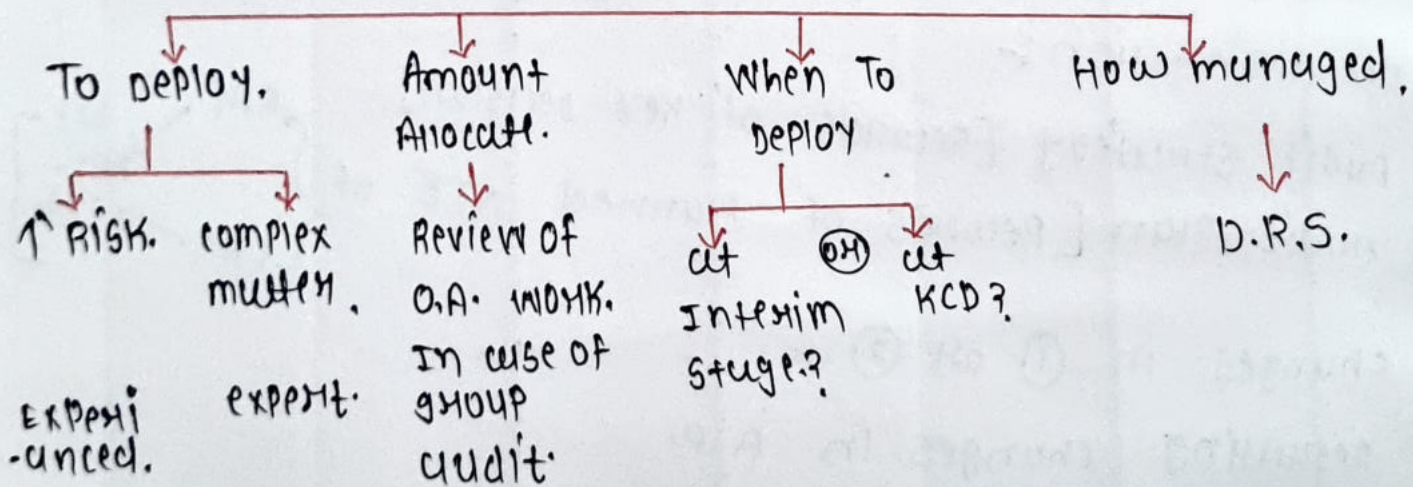 To Deploy.
Amount
Allocate.
When To
Deploy
How managed.
↑ Risk.
complex
matter.
Experi
-anced.
expert.
Review of
O.A. work.
In case of
group
audit.
at
Interim
stage?
OR
at
KCD?
D.R.S.